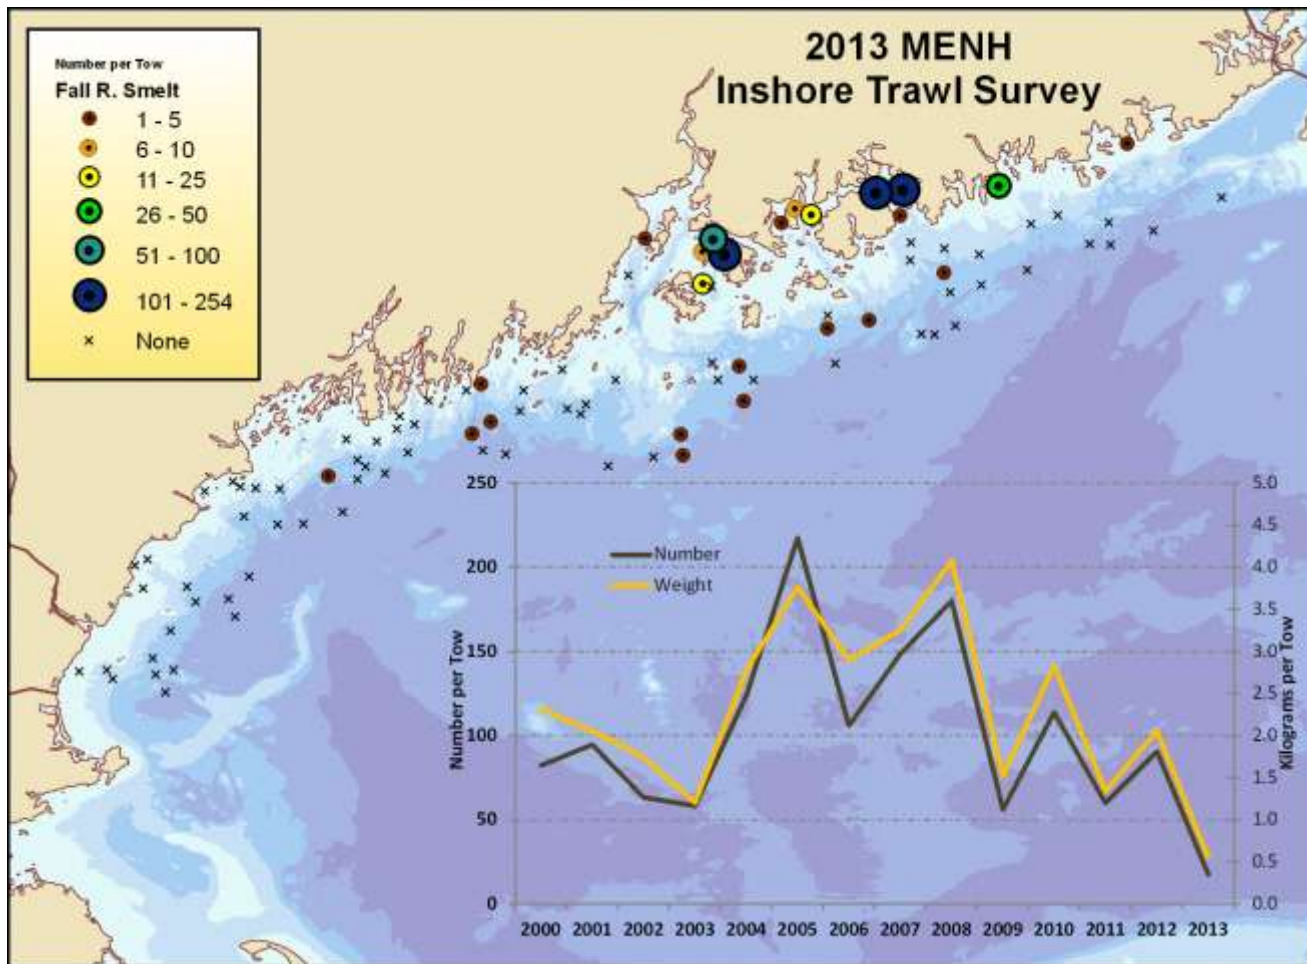 2013 MENH
Inshore Trawl Survey
Number per Tow
Fall R. Smelt
1 - 5
6 - 10
11 - 25
26 - 50
51 - 100
101 - 254
None
Number
Weight
Number per Tow
250
200
150
100
50
0
Kilograms per Tow
5.0
4.5
4.0
3.5
3.0
2.5
2.0
1.5
1.0
0.5
0.0
2000 2001 2002 2003 2004 2005 2006 2007 2008 2009 2010 2011 2012 2013